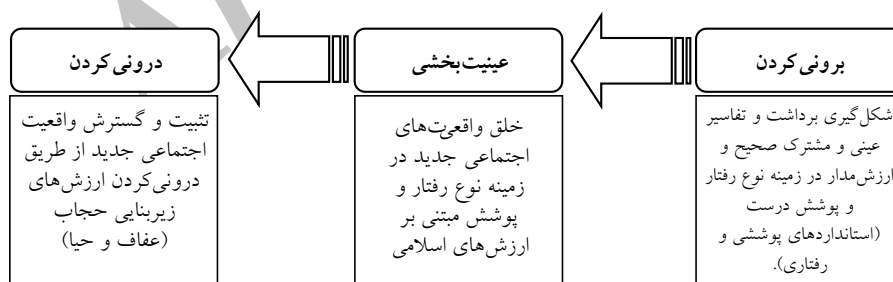 برونی‌کردن
شکل‌گیری برداشت و تفاسیر
عینی و مشترک صحیح و
ارزش‌مدار در زمینه نوع رفتار
و پوشش درست
(استانداردهای پوششی و
رفتاری).
عینیت‌بخشی
خلق واقعیت‌های
اجتماعی جدید در
زمینه نوع رفتار و
پوشش مبتنی بر
ارزش‌های اسلامی
درونی‌کردن
تثبیت و گسترش واقعیت
اجتماعی جدید از طریق
درونی‌کردن ارزش‌های
زیربنایی حجاب
(عفاف و حیا)